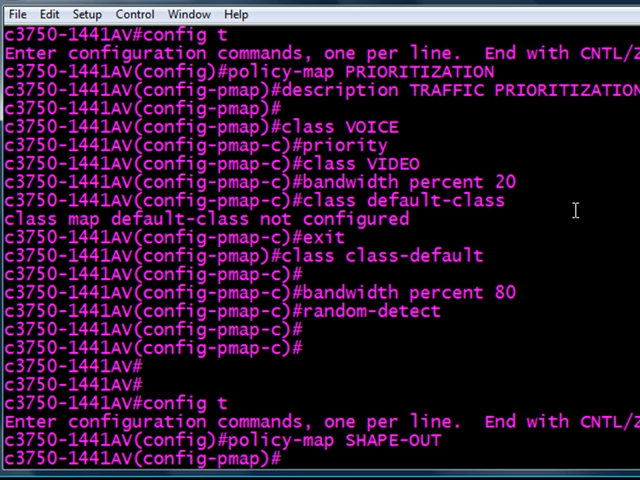 File Edit Setup Control Window Help
c3750-1441AV#config t
Enter configuration commands, one per line.  End with CNTL/Z
c3750-1441AV(config)#policy-map PRIORITIZATION
c3750-1441AV(config-pmap)#description TRAFFIC PRIORITIZATION
c3750-1441AV(config-pmap)#
c3750-1441AV(config-pmap)#class VOICE
c3750-1441AV(config-pmap-c)#priority
c3750-1441AV(config-pmap-c)#class VIDEO
c3750-1441AV(config-pmap-c)#bandwidth percent 20
c3750-1441AV(config-pmap-c)#class default-class
class map default-class not configured
c3750-1441AV(config-pmap-c)#exit
c3750-1441AV(config-pmap)#class class-default
c3750-1441AV(config-pmap-c)#
c3750-1441AV(config-pmap-c)#bandwidth percent 80
c3750-1441AV(config-pmap-c)#random-detect
c3750-1441AV(config-pmap-c)#
c3750-1441AV(config-pmap-c)#
c3750-1441AV#
c3750-1441AV#
c3750-1441AV#config t
Enter configuration commands, one per line.  End with CNTL/Z
c3750-1441AV(config)#policy-map SHAPE-OUT
c3750-1441AV(config-pmap)#